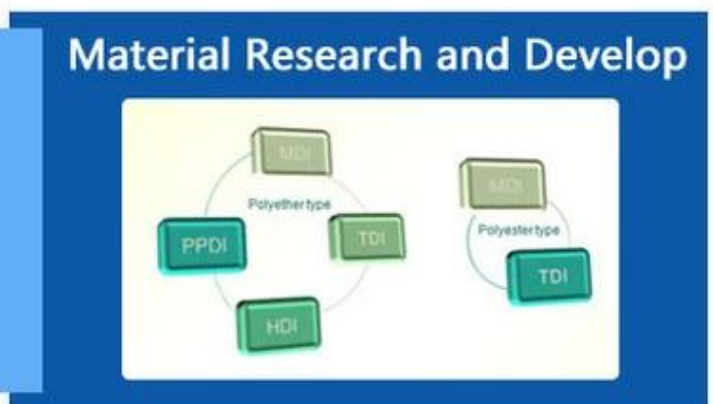 Material Research and Develop
MDI
Polyether type
PPDI
TDI
HDI
MDI
Polyester type
TDI